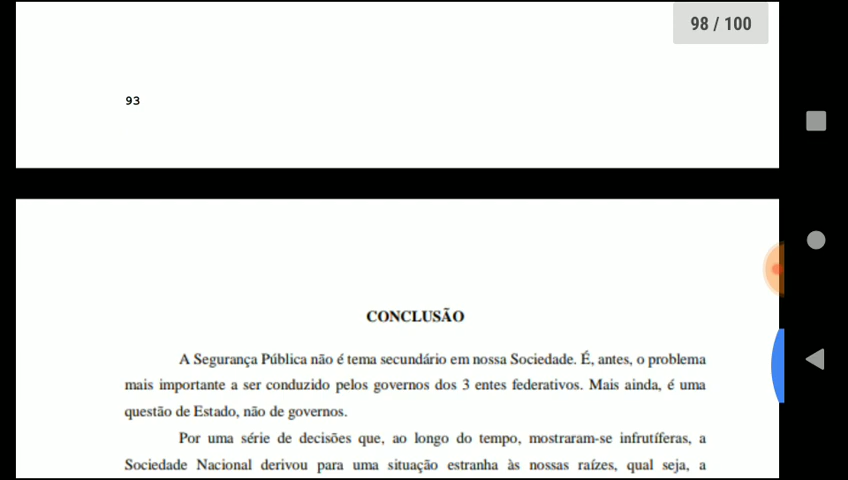 98 / 100
93
CONCLUSÃO
A Segurança Pública não é tema secundário em nossa Sociedade. É, antes, o problema
mais importante a ser conduzido pelos governos dos 3 entes federativos. Mais ainda, é uma
questão de Estado, não de governos.
Por uma série de decisões que, ao longo do tempo, mostraram-se infrutíferas, a
Sociedade Nacional derivou para uma situação estranha às nossas raízes, qual seja, a